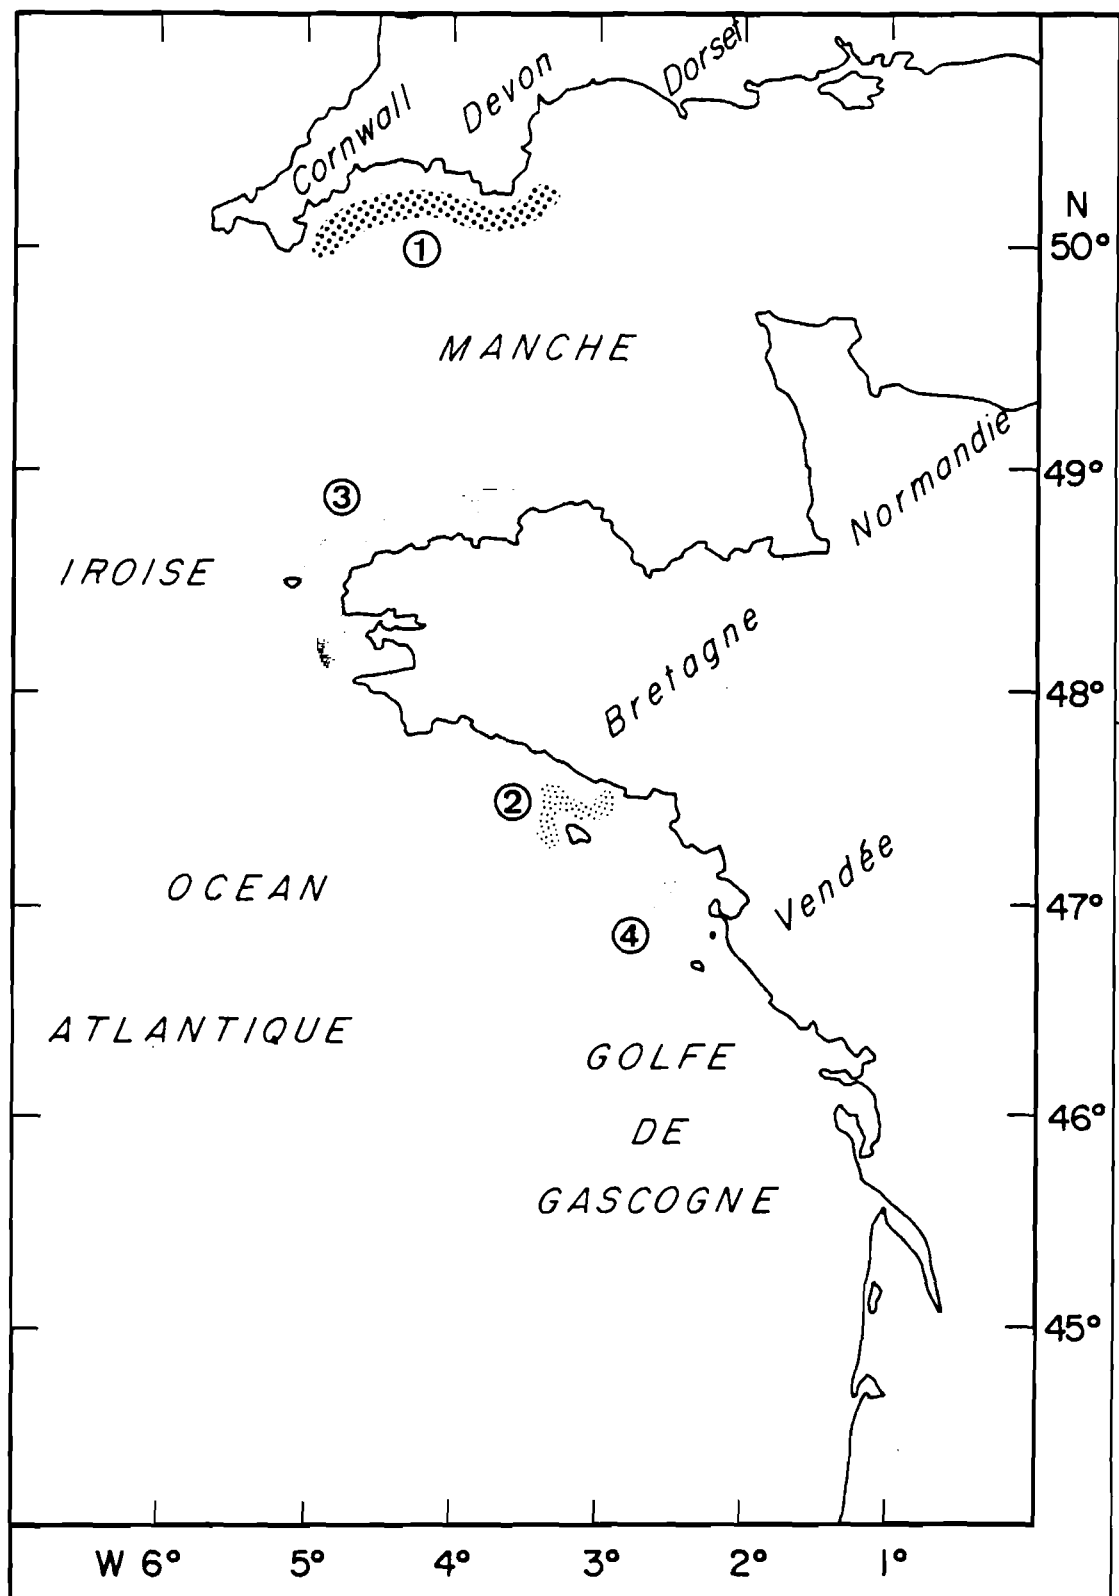 Cornwall
Devon
Dorset
N
50°
①
MANCHE
49°
③
Normandie
IROISE
Bretagne
48°
②
Vendée
OCEAN
47°
④
ATLANTIQUE
GOLFE
46°
DE
GASCOGNE
45°
W 6° 5° 4° 3° 2° 1°